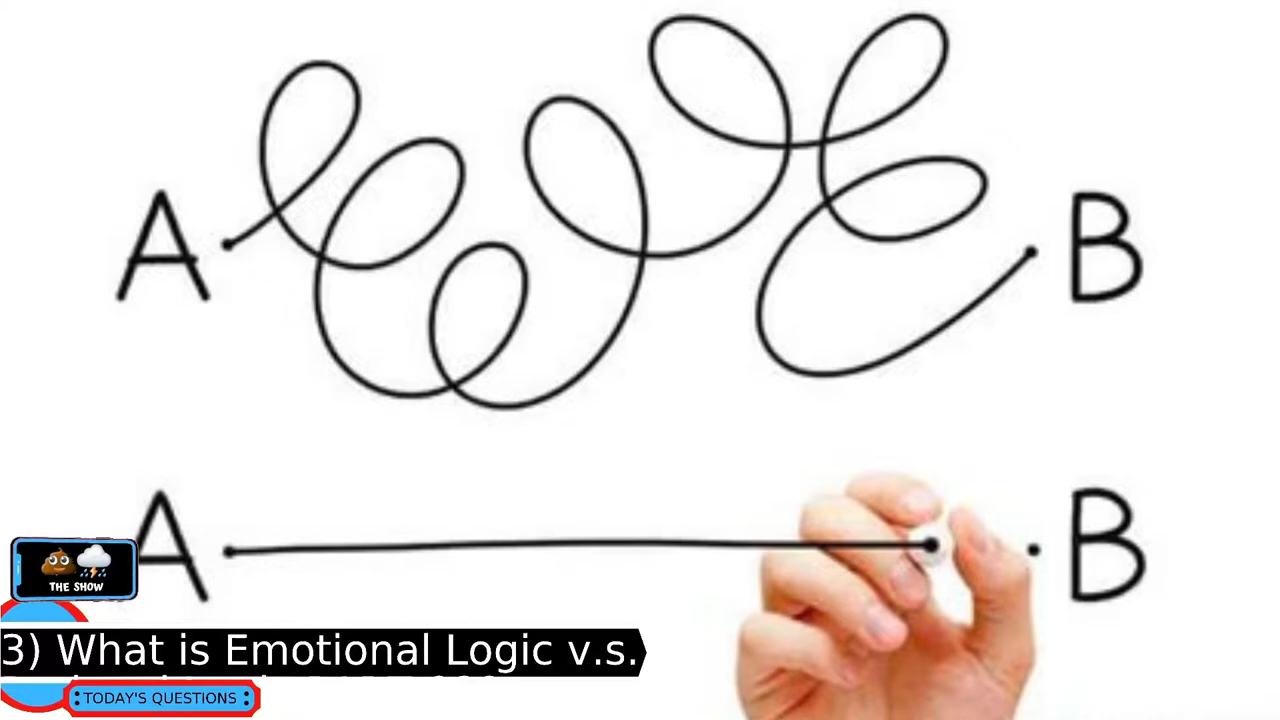 A B
A B
THE SHOW
3) What is Emotional Logic v.s.
TODAY'S QUESTIONS